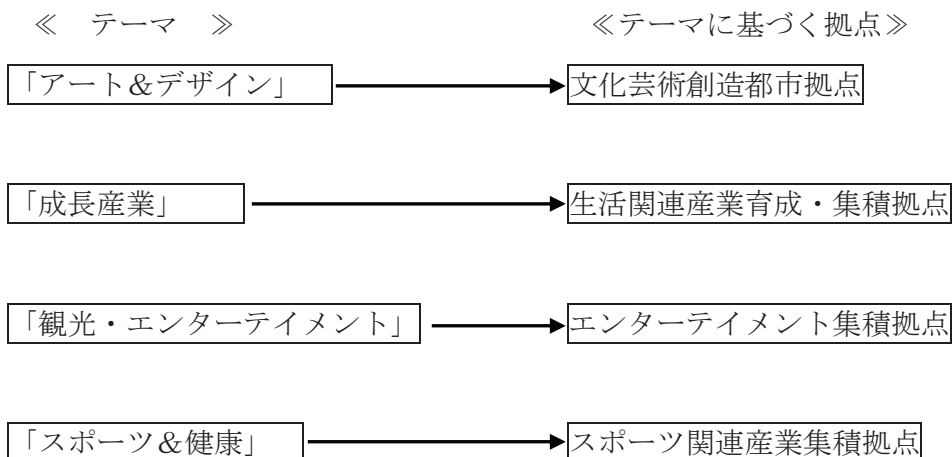 ≪　テーマ　≫
≪テーマに基づく拠点≫
「アート&デザイン」
文化芸術創造都市拠点
「成長産業」
生活関連産業育成・集積拠点
「観光・エンターテイメント」
エンターテイメント集積拠点
「スポーツ&健康」
スポーツ関連産業集積拠点